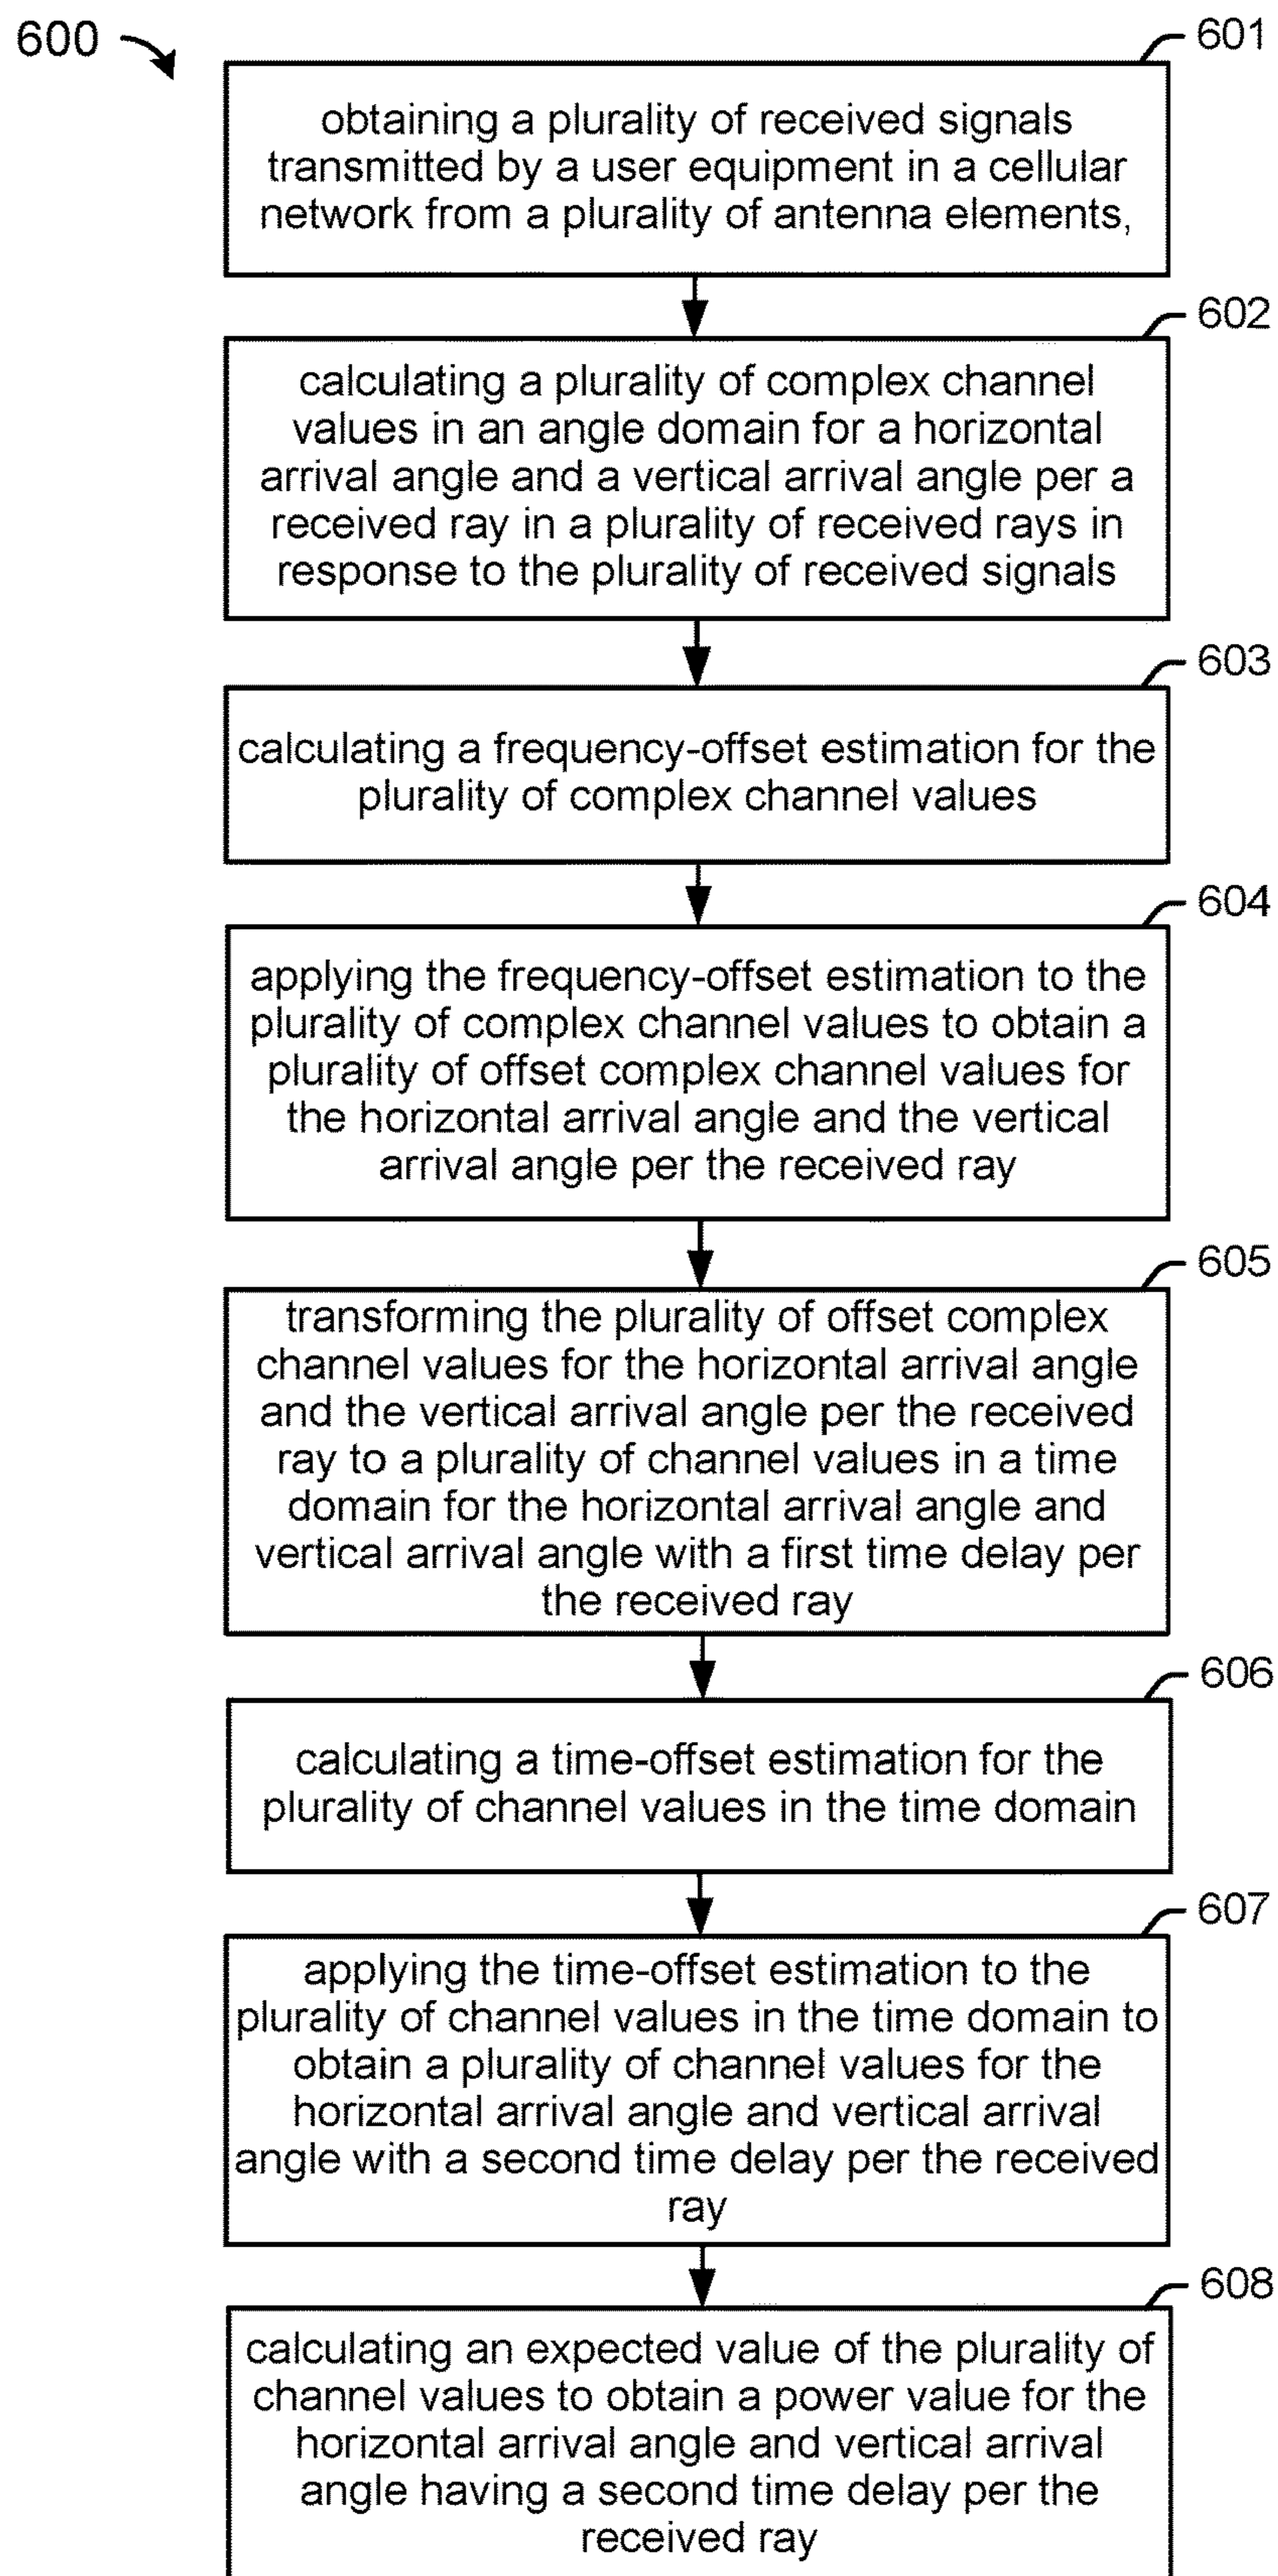 600
601
obtaining a plurality of received signals
transmitted by a user equipment in a cellular
network from a plurality of antenna elements,
602
calculating a plurality of complex channel
values in an angle domain for a horizontal
arrival angle and a vertical arrival angle per a
received ray in a plurality of received rays in
response to the plurality of received signals
603
calculating a frequency-offset estimation for the
plurality of complex channel values
604
applying the frequency-offset estimation to the
plurality of complex channel values to obtain a
plurality of offset complex channel values for
the horizontal arrival angle and the vertical
arrival angle per the received ray
605
transforming the plurality of offset complex
channel values for the horizontal arrival angle
and the vertical arrival angle per the received
ray to a plurality of channel values in a time
domain for the horizontal arrival angle and
vertical arrival angle with a first time delay per
the received ray
606
calculating a time-offset estimation for the
plurality of channel values in the time domain
607
applying the time-offset estimation to the
plurality of channel values in the time domain to
obtain a plurality of channel values for the
horizontal arrival angle and vertical arrival
angle with a second time delay per the received
ray
608
calculating an expected value of the plurality of
channel values to obtain a power value for the
horizontal arrival angle and vertical arrival
angle having a second time delay per the
received ray